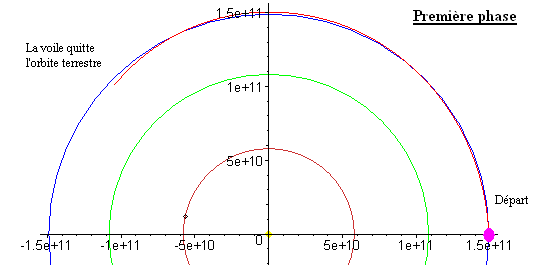 Première phase
1.5e+11
La voile quitte
l'orbite terrestre
1e+11
5e+10
Départ
-1.5e+11 -1e+11 -5e+10 0 5e+10 1e+11 1.5e+11